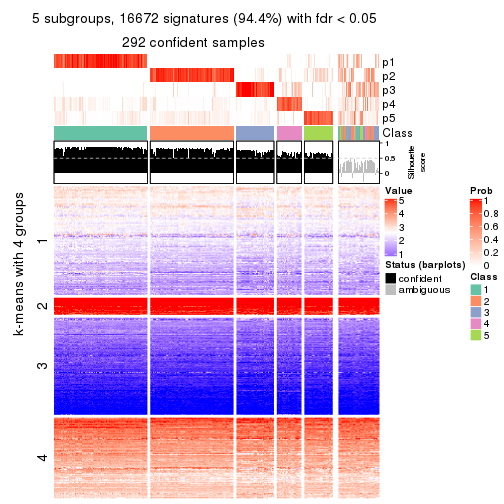 5 subgroups, 16672 signatures (94.4%) with fdr < 0.05
292 confident samples
p1
p2
p3
p4
p5
Class
1
0.5
0
Silhouette
score
k-means with 4 groups
1
2
3
4
Value
5
4
3
2
1
Status (barplots)
confident
ambiguous
Prob
1
0.8
0.6
0.4
0.2
0
Class
1
2
3
4
5